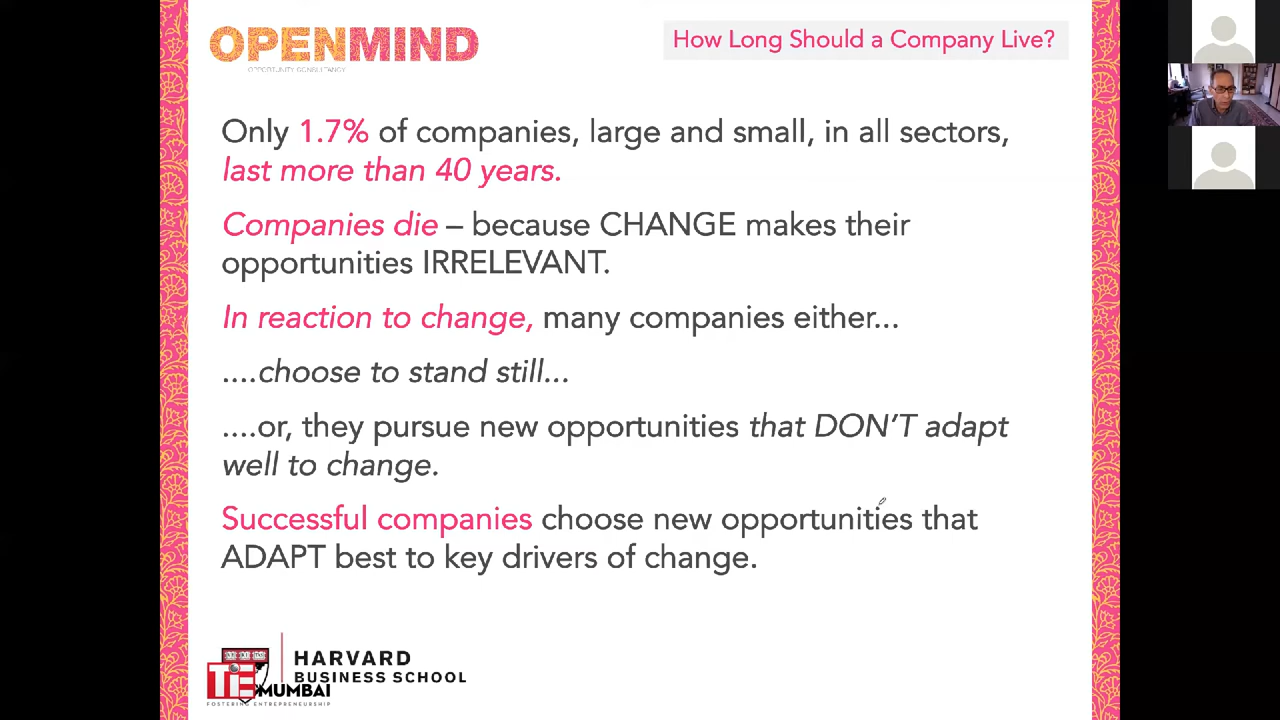 OPENMIND
OPPORTUNITY CONSULTANCY
How Long Should a Company Live?
Only 1.7% of companies, large and small, in all sectors,
last more than 40 years.
Companies die – because CHANGE makes their
opportunities IRRELEVANT.
In reaction to change, many companies either...
....choose to stand still...
....or, they pursue new opportunities that DON'T adapt
well to change.
Successful companies choose new opportunities that
ADAPT best to key drivers of change.
HARVARD
BUSINESS SCHOOL
TiE
MUMBAI
FOSTERING ENTREPRENEURSHIP